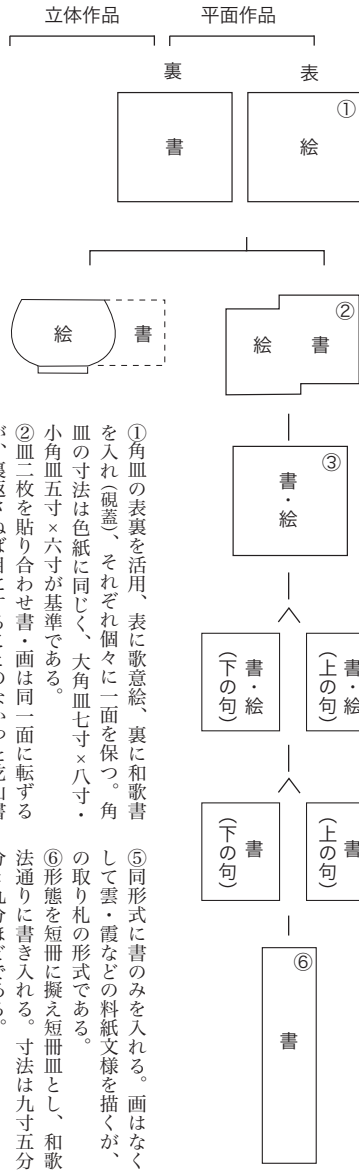 立体作品
平面作品
裏
表
①
書
絵
②
絵
書
絵
書
③
書・絵
書・絵
(上の句)
書・絵
(下の句)
書
(上の句)
書
(下の句)
⑥
書
①角皿の表裏を活用、表に歌意絵、裏に和歌書
を入れ(硯蓋)、それぞれ個々に一面を保つ。角
皿の寸法は色紙に同じく、大角皿七寸×八寸・
小角皿五寸×六寸が基準である。
②皿二枚を貼り合わせ書・画は同一面に転ずる
⑤同形式に書のみを入れる。画はなく
して雲・霞などの料紙文様を描くが、
の取り札の形式である。
⑥形態を短冊に擬え短冊皿とし、和歌
法通りに書き入れる。寸法は九寸五分